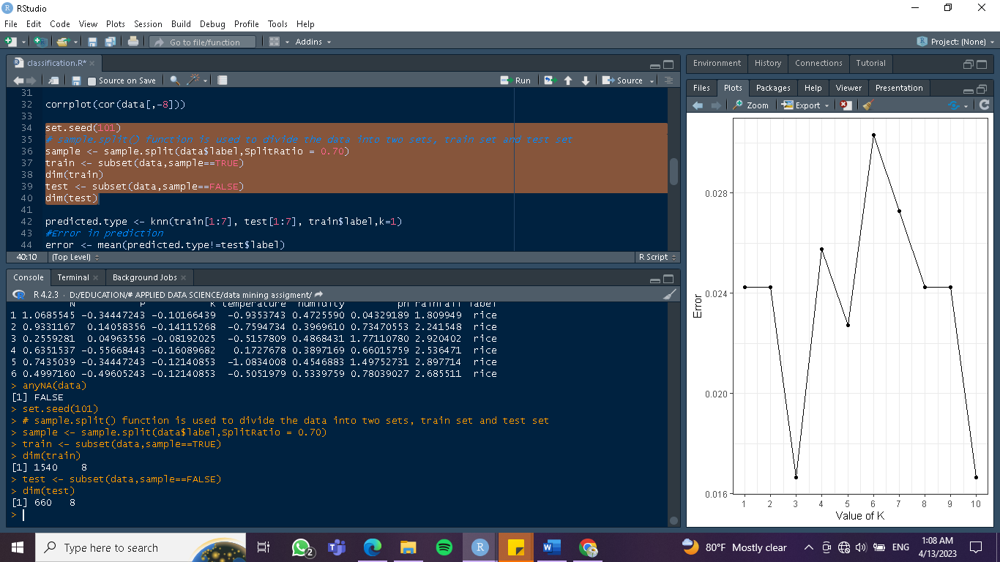 RStudio
File Edit Code View Plots Session Build Debug Profile Tools Help
Go to file/function
Addins
Project: (None)
classification.R*
Source on Save
Run
Source
31
32 corrplot(cor(data[,-8]))
33
34 set.seed(101)
35 # sample.split() function is used to divide the data into two sets, train set and test set
36 sample <- sample.split(data$label,SplitRatio = 0.70)
37 train <- subset(data,sample==TRUE)
38 dim(train)
39 test <- subset(data,sample==FALSE)
40 dim(test)
41
42 predicted.type <- knn(train[1:7], test[1:7], train$label,k=1)
43 #Error in prediction
44 error <- mean(predicted.type!=test$label)
40:10 (Top Level) R Script
Console Terminal Background Jobs
R 4.2.3 · D:/EDUCATION/# APPLIED DATA SCIENCE/data mining assigment/
N P K temperature humidity ph rainfall label
1 1.0685545 -0.34447243 -0.10166439 -0.9353743 0.4725590 0.04329189 1.809949 rice
2 0.9331167 0.14058356 -0.14115268 -0.7594734 0.3969610 0.73470553 2.241548 rice
3 0.2559281 0.04963556 -0.08192025 -0.5157809 0.4868431 1.77110780 2.920402 rice
4 0.6351537 -0.55668443 -0.16089682 0.1727678 0.3897169 0.66015759 2.536471 rice
5 0.7435039 -0.34447243 -0.12140853 -1.0834008 0.4546883 1.49752731 2.897714 rice
6 0.4997160 -0.49605243 -0.12140853 -0.5051979 0.5339759 0.78039027 2.685511 rice
> anyNA(data)
[1] FALSE
> set.seed(101)
> # sample.split() function is used to divide the data into two sets, train set and test set
> sample <- sample.split(data$label,SplitRatio = 0.70)
> train <- subset(data,sample==TRUE)
> dim(train)
[1] 1540 8
> test <- subset(data,sample==FALSE)
> dim(test)
[1] 660 8
>
Environment History Connections Tutorial
Files Plots Packages Help Viewer Presentation
Zoom Export
0.028
0.024
0.020
0.016
Error
1 2 3 4 5 6 7 8 9 10
Value of K
Type here to search
2
80°F Mostly clear
ENG
1:08 AM
4/13/2023